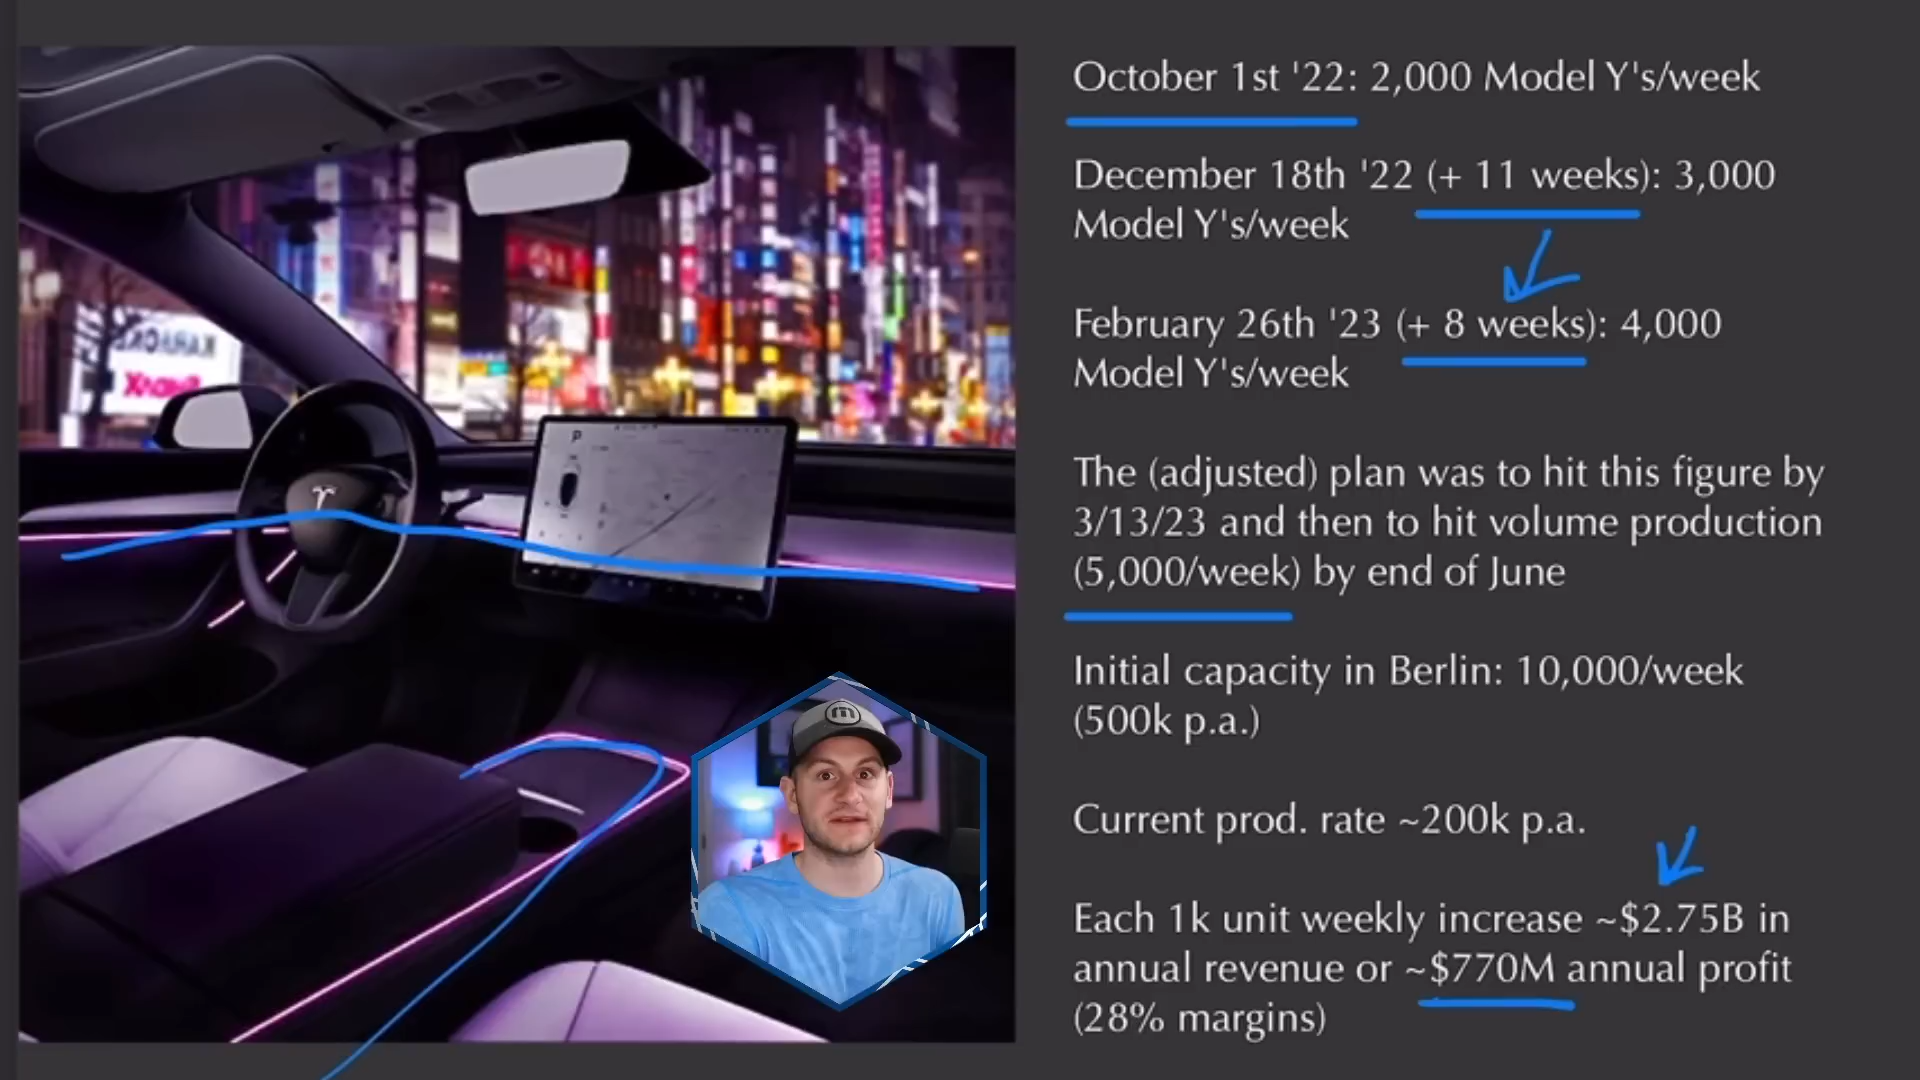 October 1st '22: 2,000 Model Y's/week
December 18th '22 (+ 11 weeks): 3,000
Model Y's/week
February 26th '23 (+ 8 weeks): 4,000
Model Y's/week
The (adjusted) plan was to hit this figure by
3/13/23 and then to hit volume production
(5,000/week) by end of June
Initial capacity in Berlin: 10,000/week
(500k p.a.)
Current prod. rate ~200k p.a.
Each 1k unit weekly increase ~$2.75B in
annual revenue or ~$770M annual profit
(28% margins)
P
m